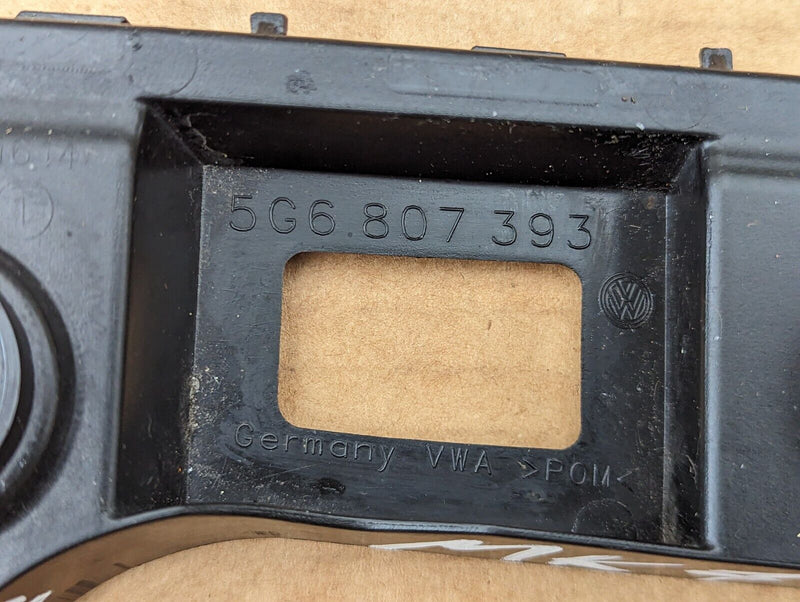 5G6 807 393
Germany VWA >POM<